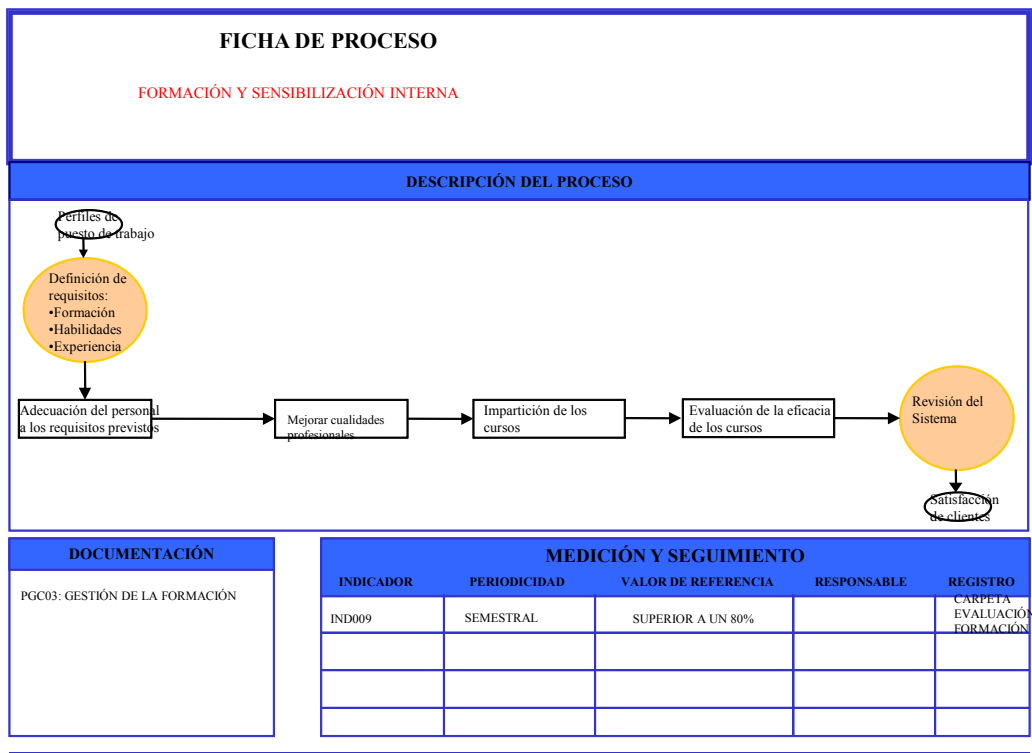 FICHA DE PROCESO
FORMACIÓN Y SENSIBILIZACIÓN INTERNA
DESCRIPCIÓN DEL PROCESO
Perfiles de
puesto de trabajo
Definición de
requisitos:
•Formación
•Habilidades
•Experiencia
Adecuación del personal
a los requisitos previstos
Mejorar cualidades
profesionales
Impartición de los
cursos
Evaluación de la eficacia
de los cursos
Revisión del
Sistema
Satisfacción
de clientes
DOCUMENTACIÓN
PGC03: GESTIÓN DE LA FORMACIÓN
MEDICIÓN Y SEGUIMIENTO
INDICADOR PERIODICIDAD VALOR DE REFERENCIA RESPONSABLE REGISTRO
IND009 SEMESTRAL SUPERIOR A UN 80% CARPETA
EVALUACIÓN
FORMACIÓN